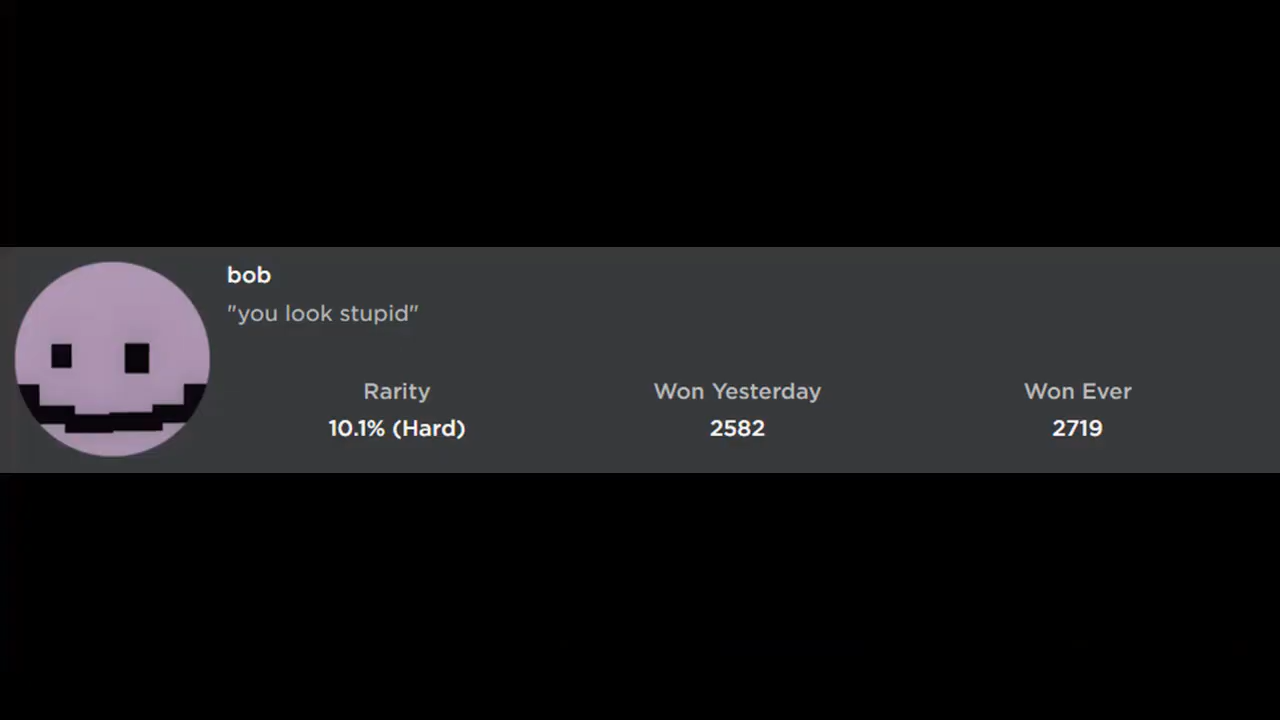 bob
"you look stupid"
Rarity Won Yesterday Won Ever
10.1% (Hard) 2582 2719